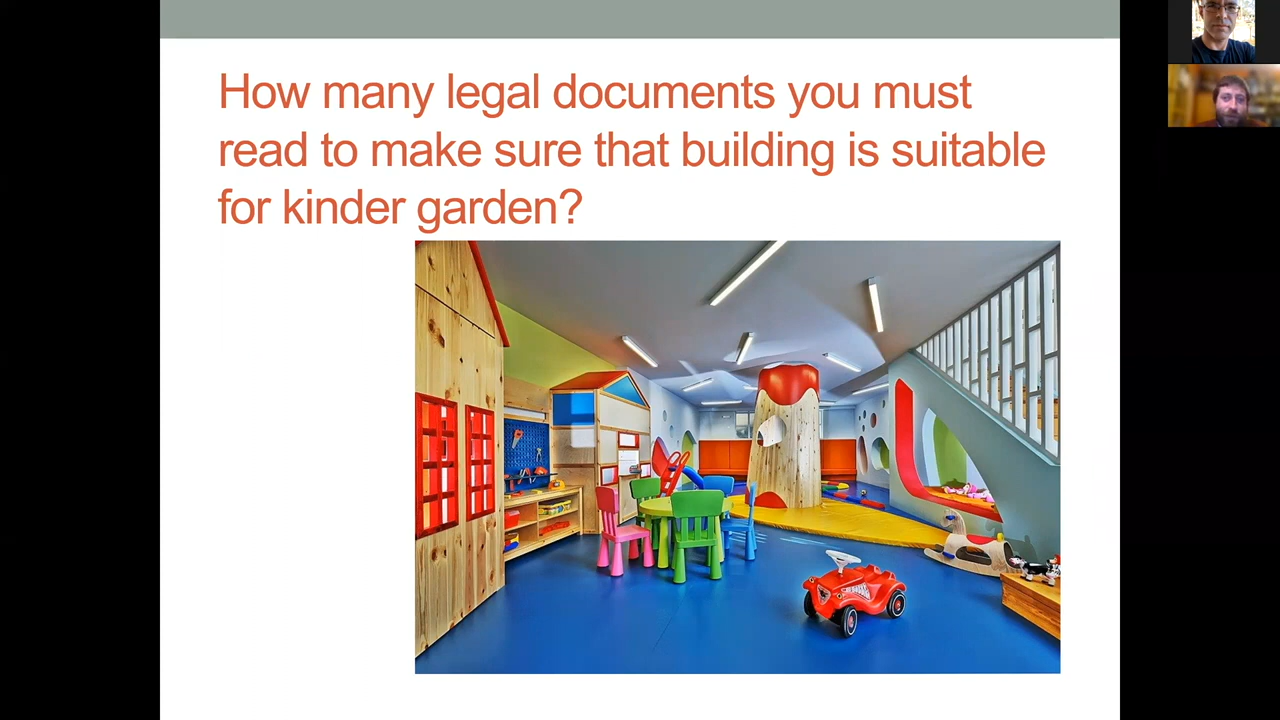 How many legal documents you must
read to make sure that building is suitable
for kinder garden?